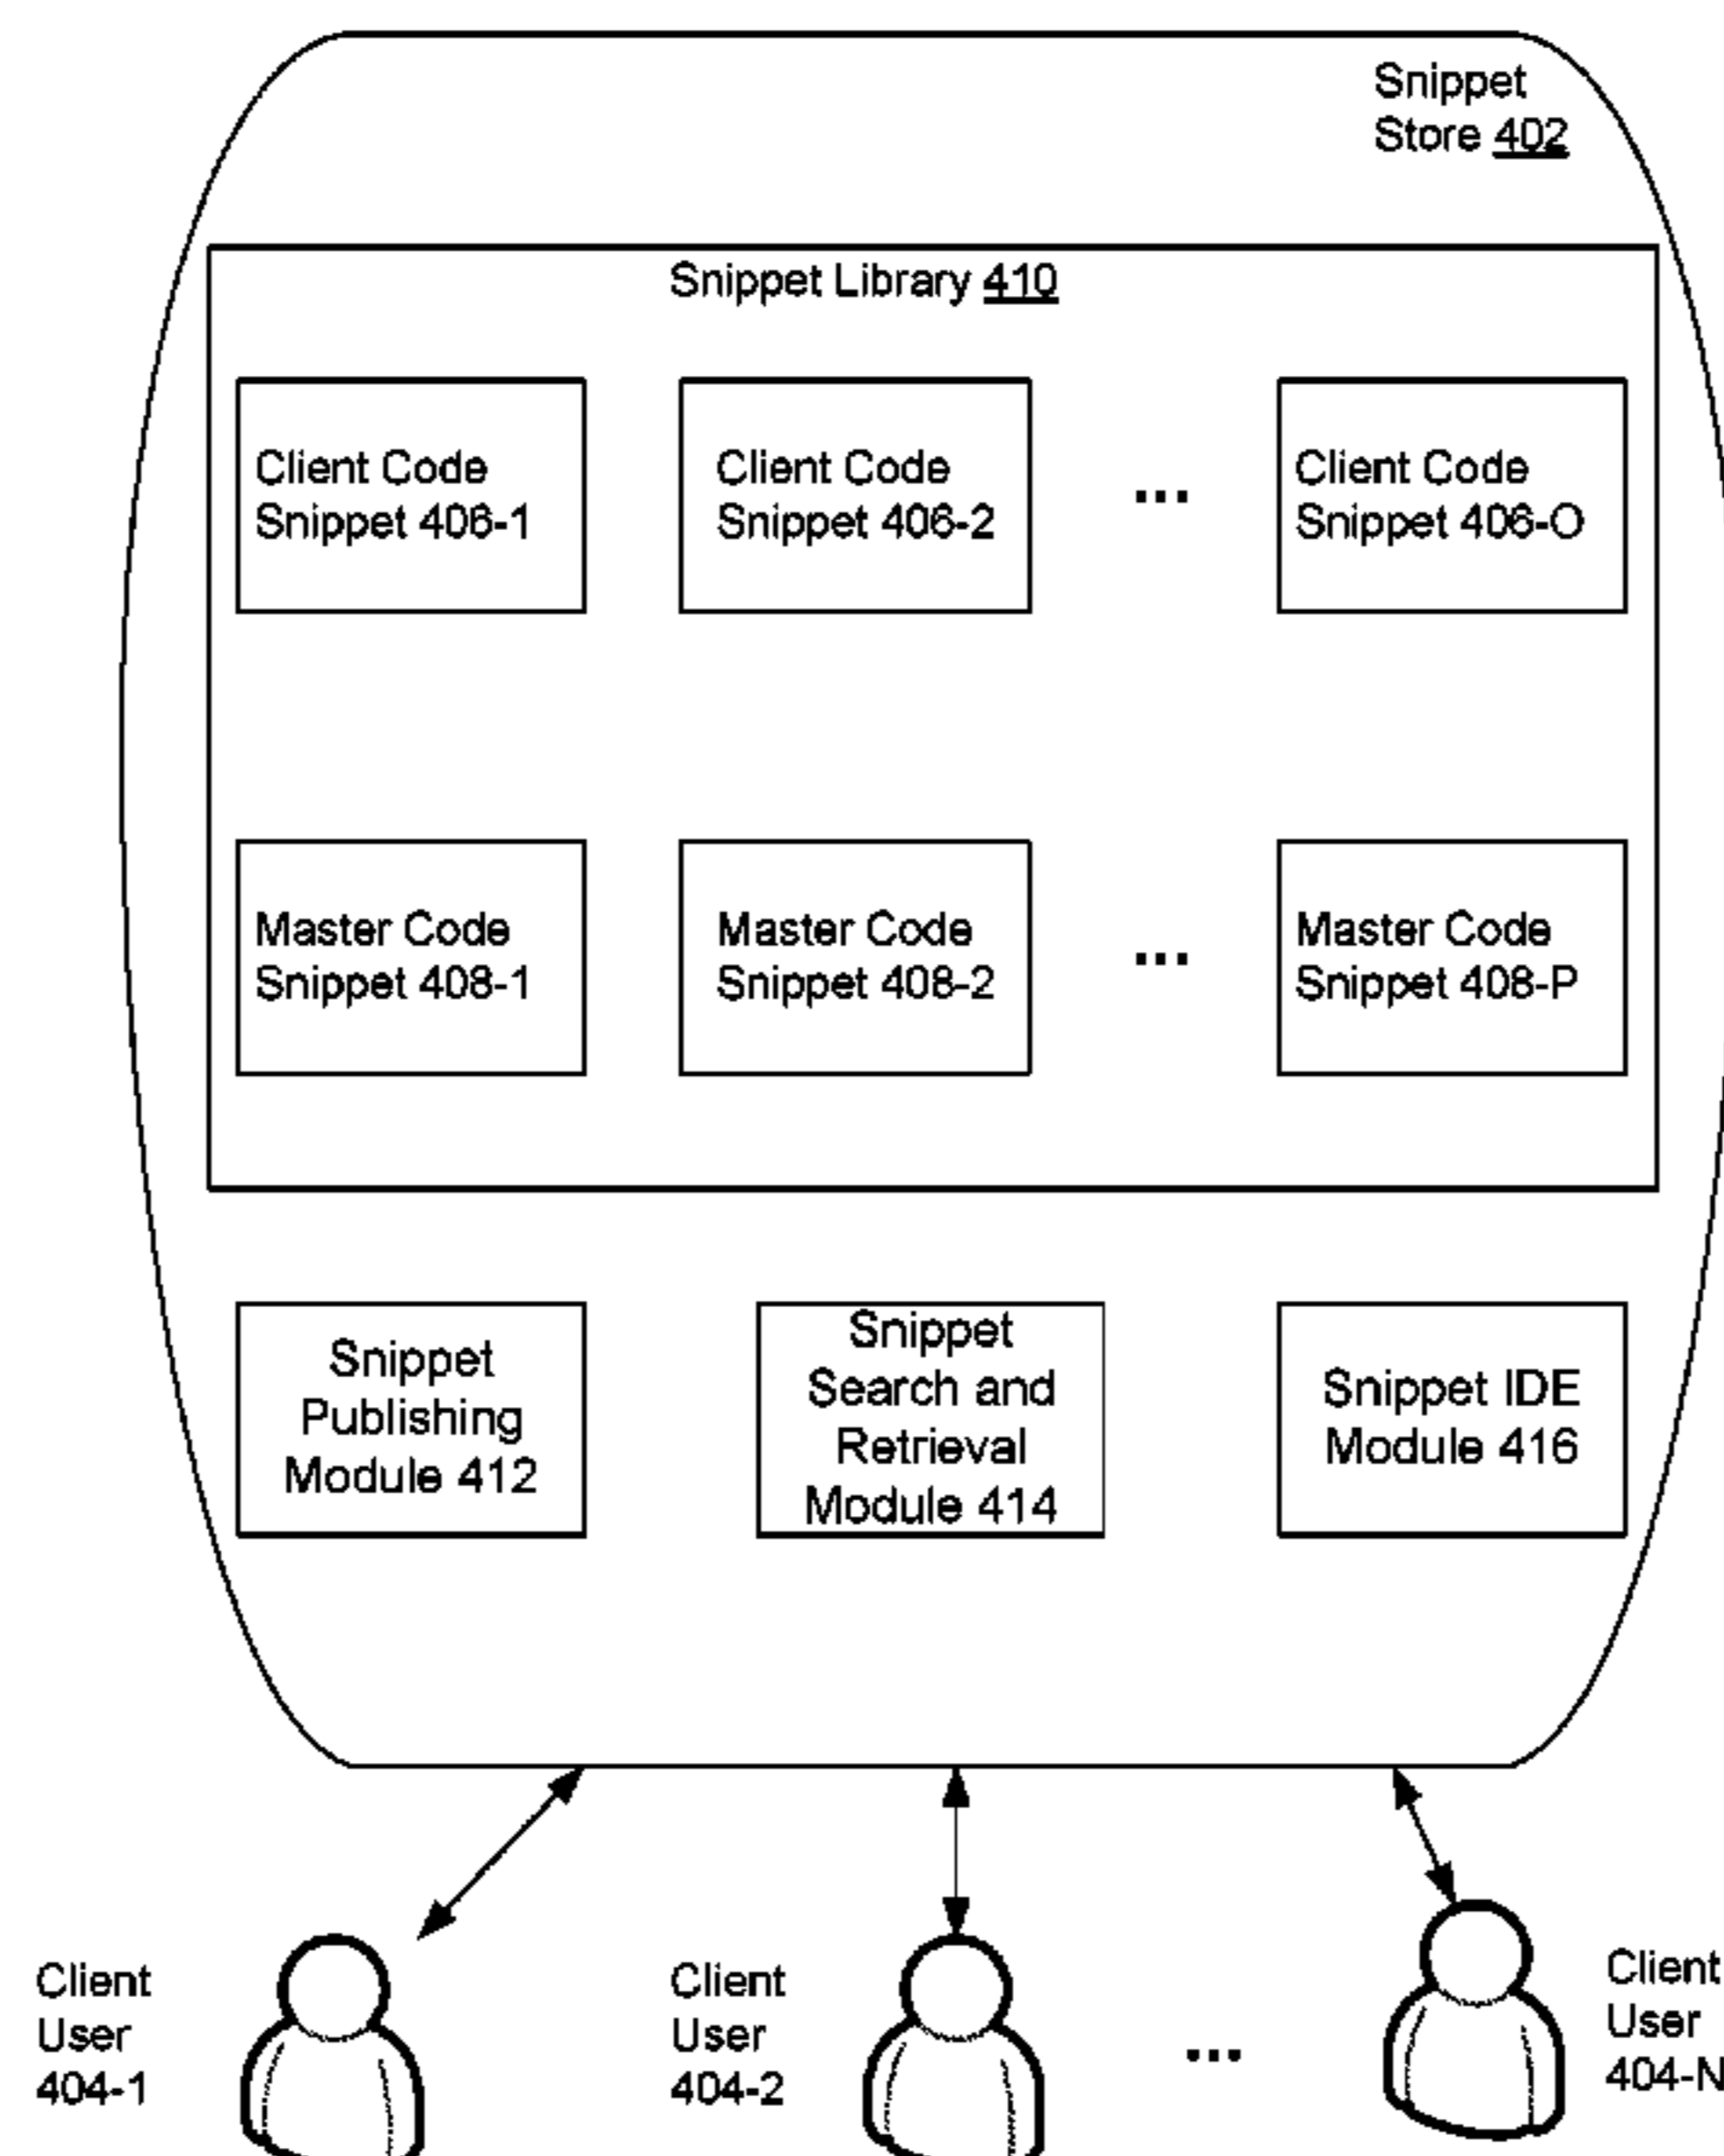 Snippet
Store 402
Snippet Library 410
Client Code
Snippet 406-1
Client Code
Snippet 406-2
...
Client Code
Snippet 406-O
Master Code
Snippet 408-1
Master Code
Snippet 408-2
...
Master Code
Snippet 408-P
Snippet
Publishing
Module 412
Snippet
Search and
Retrieval
Module 414
Snippet IDE
Module 416
Client
User
404-1
Client
User
404-2
...
Client
User
404-N